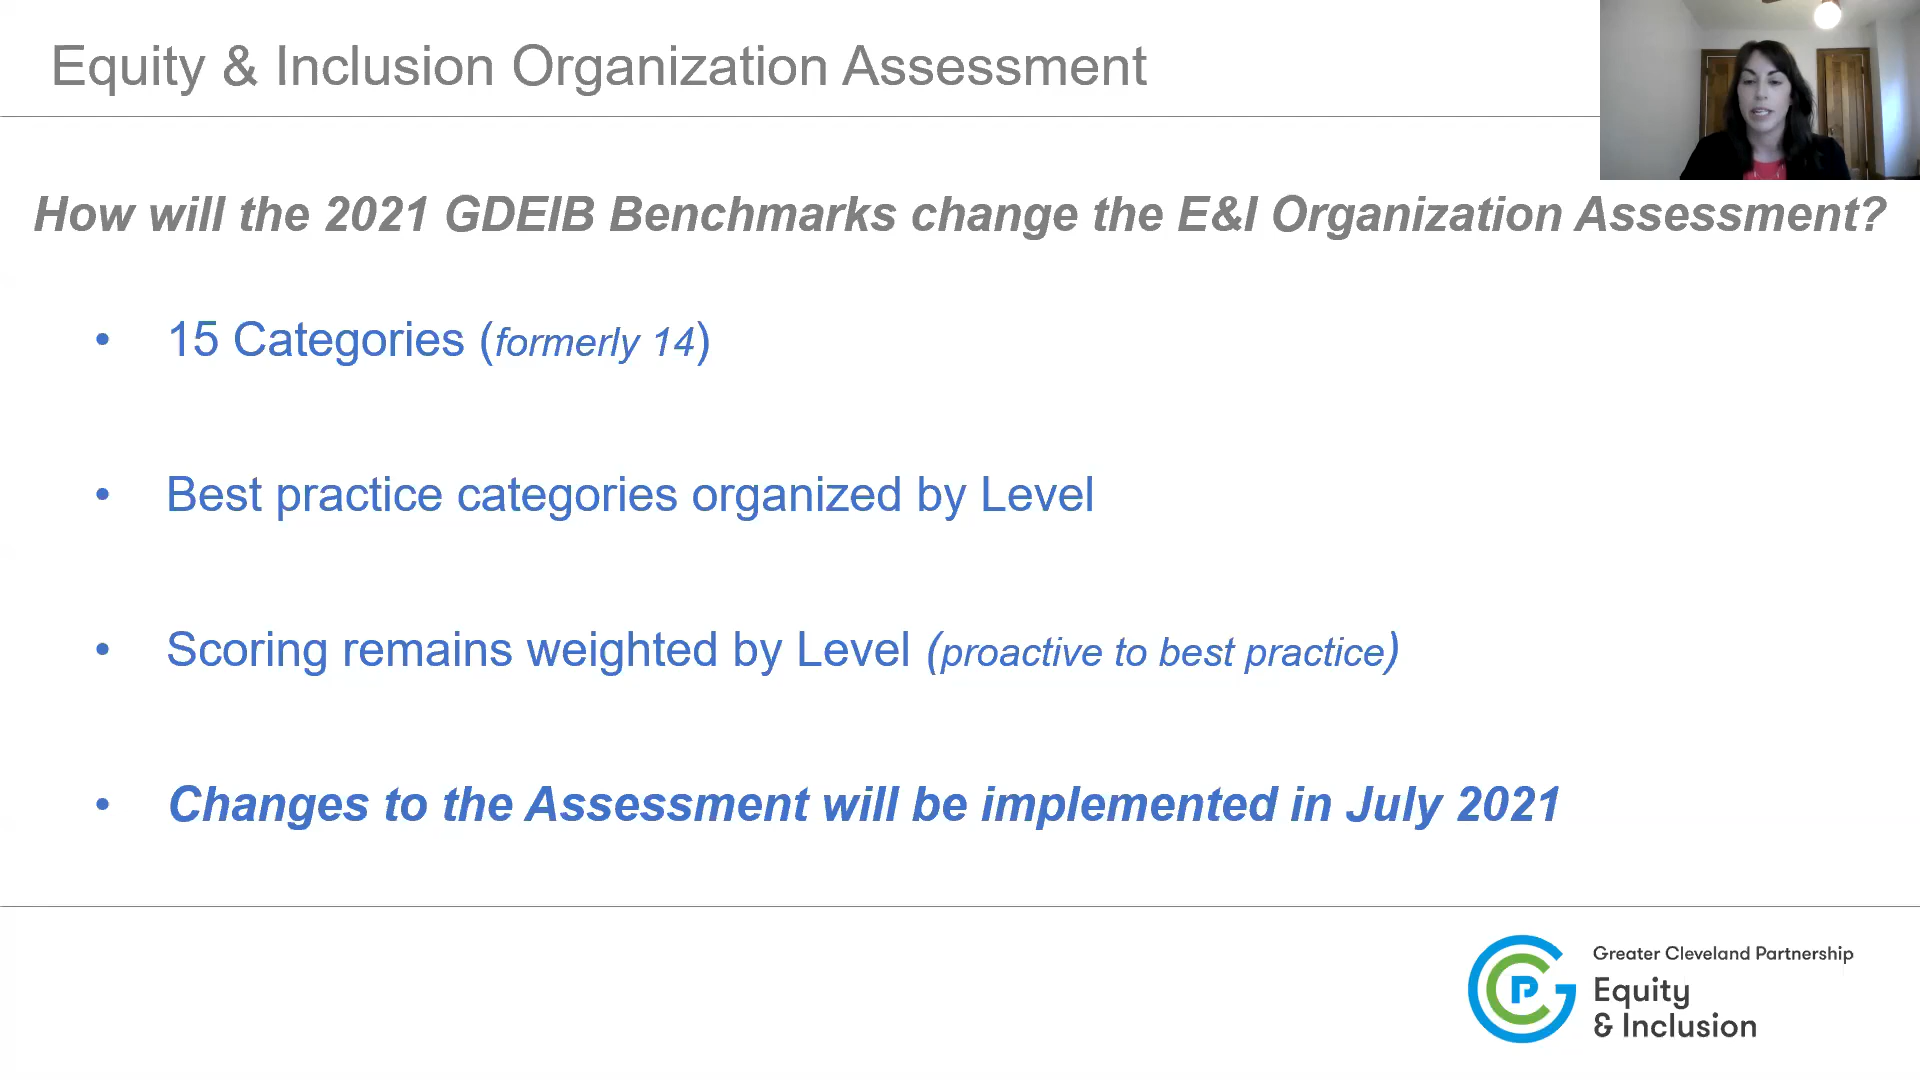 Equity & Inclusion Organization Assessment
How will the 2021 GDEIB Benchmarks change the E&I Organization Assessment?
• 15 Categories (formerly 14)
• Best practice categories organized by Level
• Scoring remains weighted by Level (proactive to best practice)
• Changes to the Assessment will be implemented in July 2021
GCP
Greater Cleveland Partnership
Equity
& Inclusion